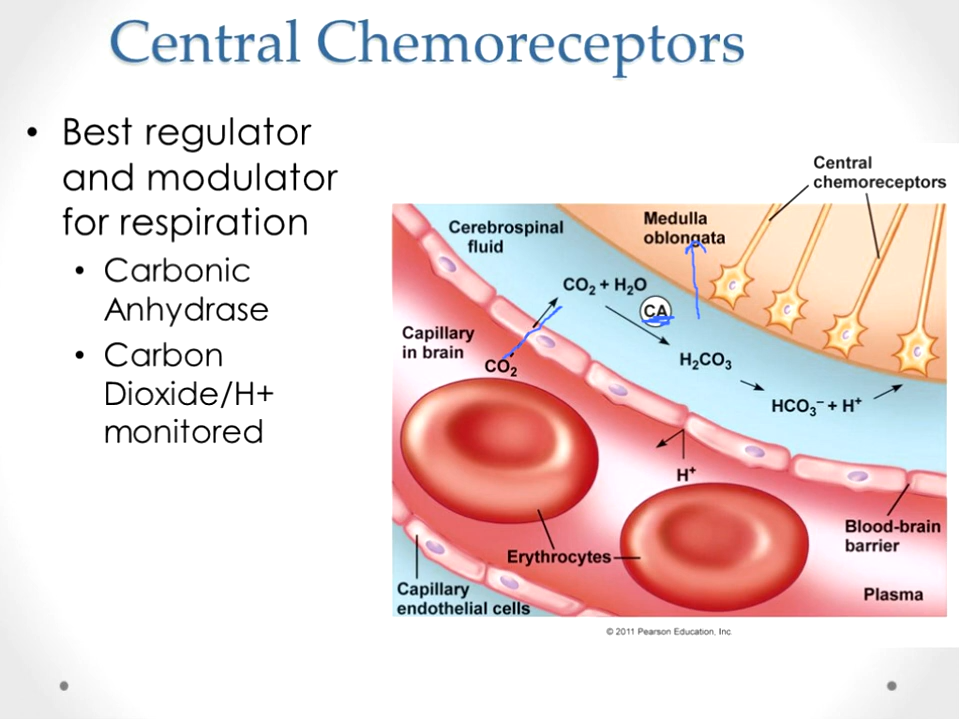 Central Chemoreceptors
• Best regulator
and modulator
for respiration
• Carbonic
Anhydrase
• Carbon
Dioxide/H+
monitored
Central
chemoreceptors
Cerebrospinal
fluid
Medulla
oblongata
CO₂ + H₂O
CA
Capillary
in brain
CO₂
H₂CO₃
HCO₃⁻ + H⁺
H⁺
C
C
C
C
Blood-brain
barrier
Erythrocytes
Capillary
endothelial cells
Plasma
© 2011 Pearson Education, Inc